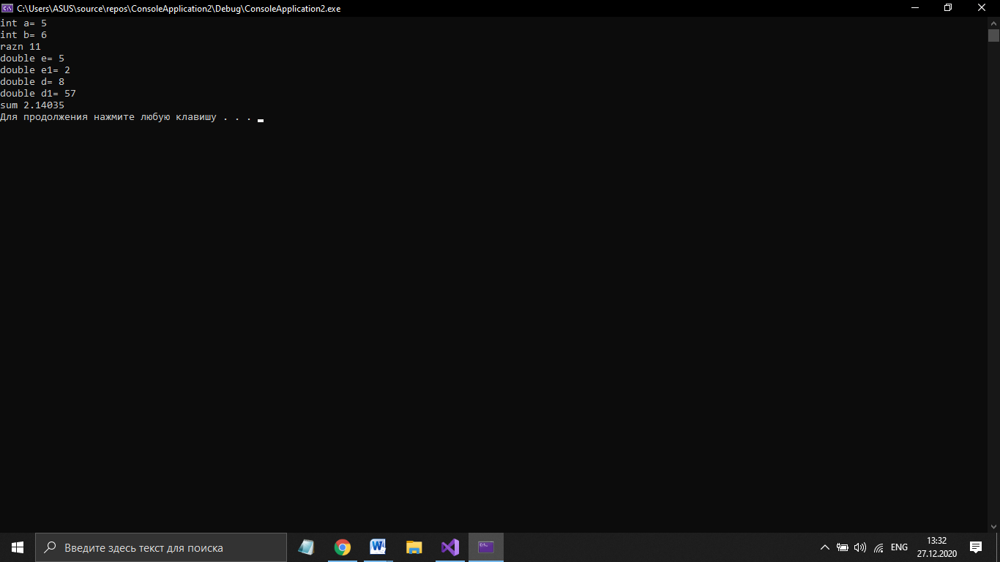 C:\Users\ASUS\source\repos\ConsoleApplication2\Debug\ConsoleApplication2.exe
int a= 5
int b= 6
razn 11
double e= 5
double e1= 2
double d= 8
double d1= 57
sum 2.14035
Для продолжения нажмите любую клавишу . . .
Введите здесь текст для поиска
ENG
13:32
27.12.2020